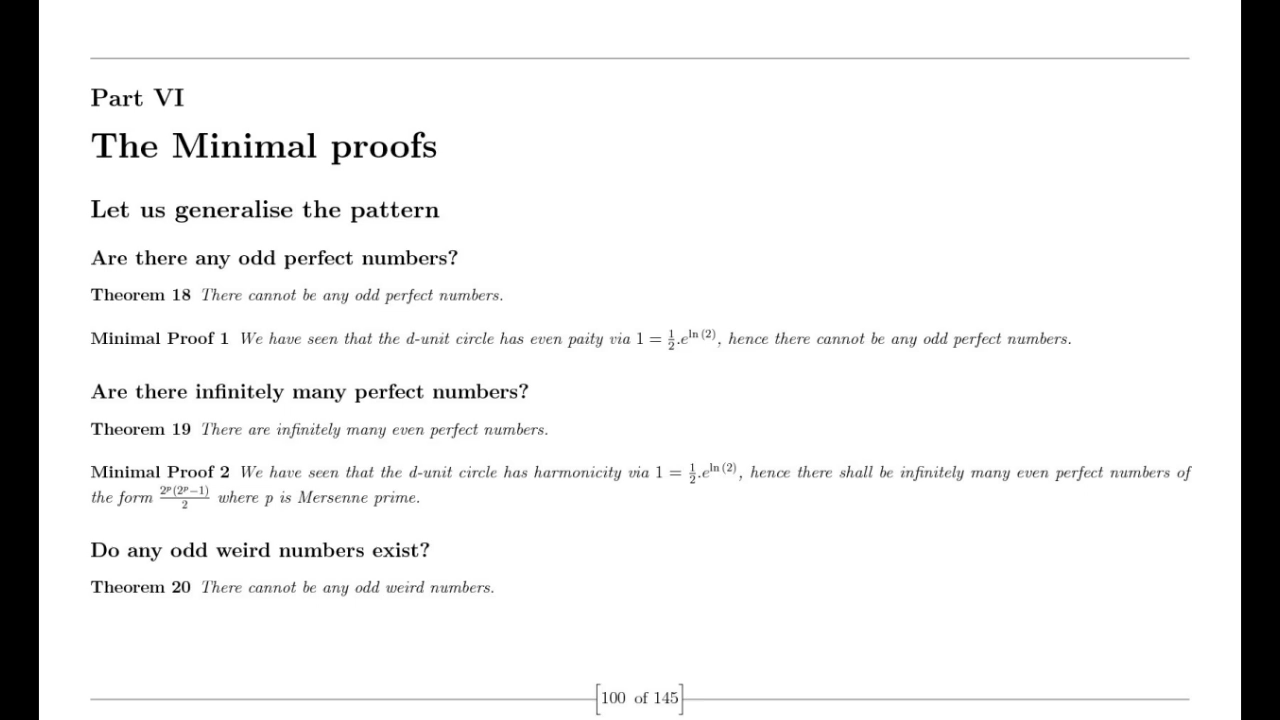 Part VI
The Minimal proofs
Let us generalise the pattern
Are there any odd perfect numbers?
Theorem 18 There cannot be any odd perfect numbers.
Minimal Proof 1 We have seen that the d-unit circle has even paity via 1 = \frac{1}{2}.e^{ln (2)}, hence there cannot be any odd perfect numbers.
Are there infinitely many perfect numbers?
Theorem 19 There are infinitely many even perfect numbers.
Minimal Proof 2 We have seen that the d-unit circle has harmonicity via 1 = \frac{1}{2}.e^{ln (2)}, hence there shall be infinitely many even perfect numbers of
the form \frac{2^p(2^p−1)}{2} where p is Mersenne prime.
Do any odd weird numbers exist?
Theorem 20 There cannot be any odd weird numbers.
[100 of 145]